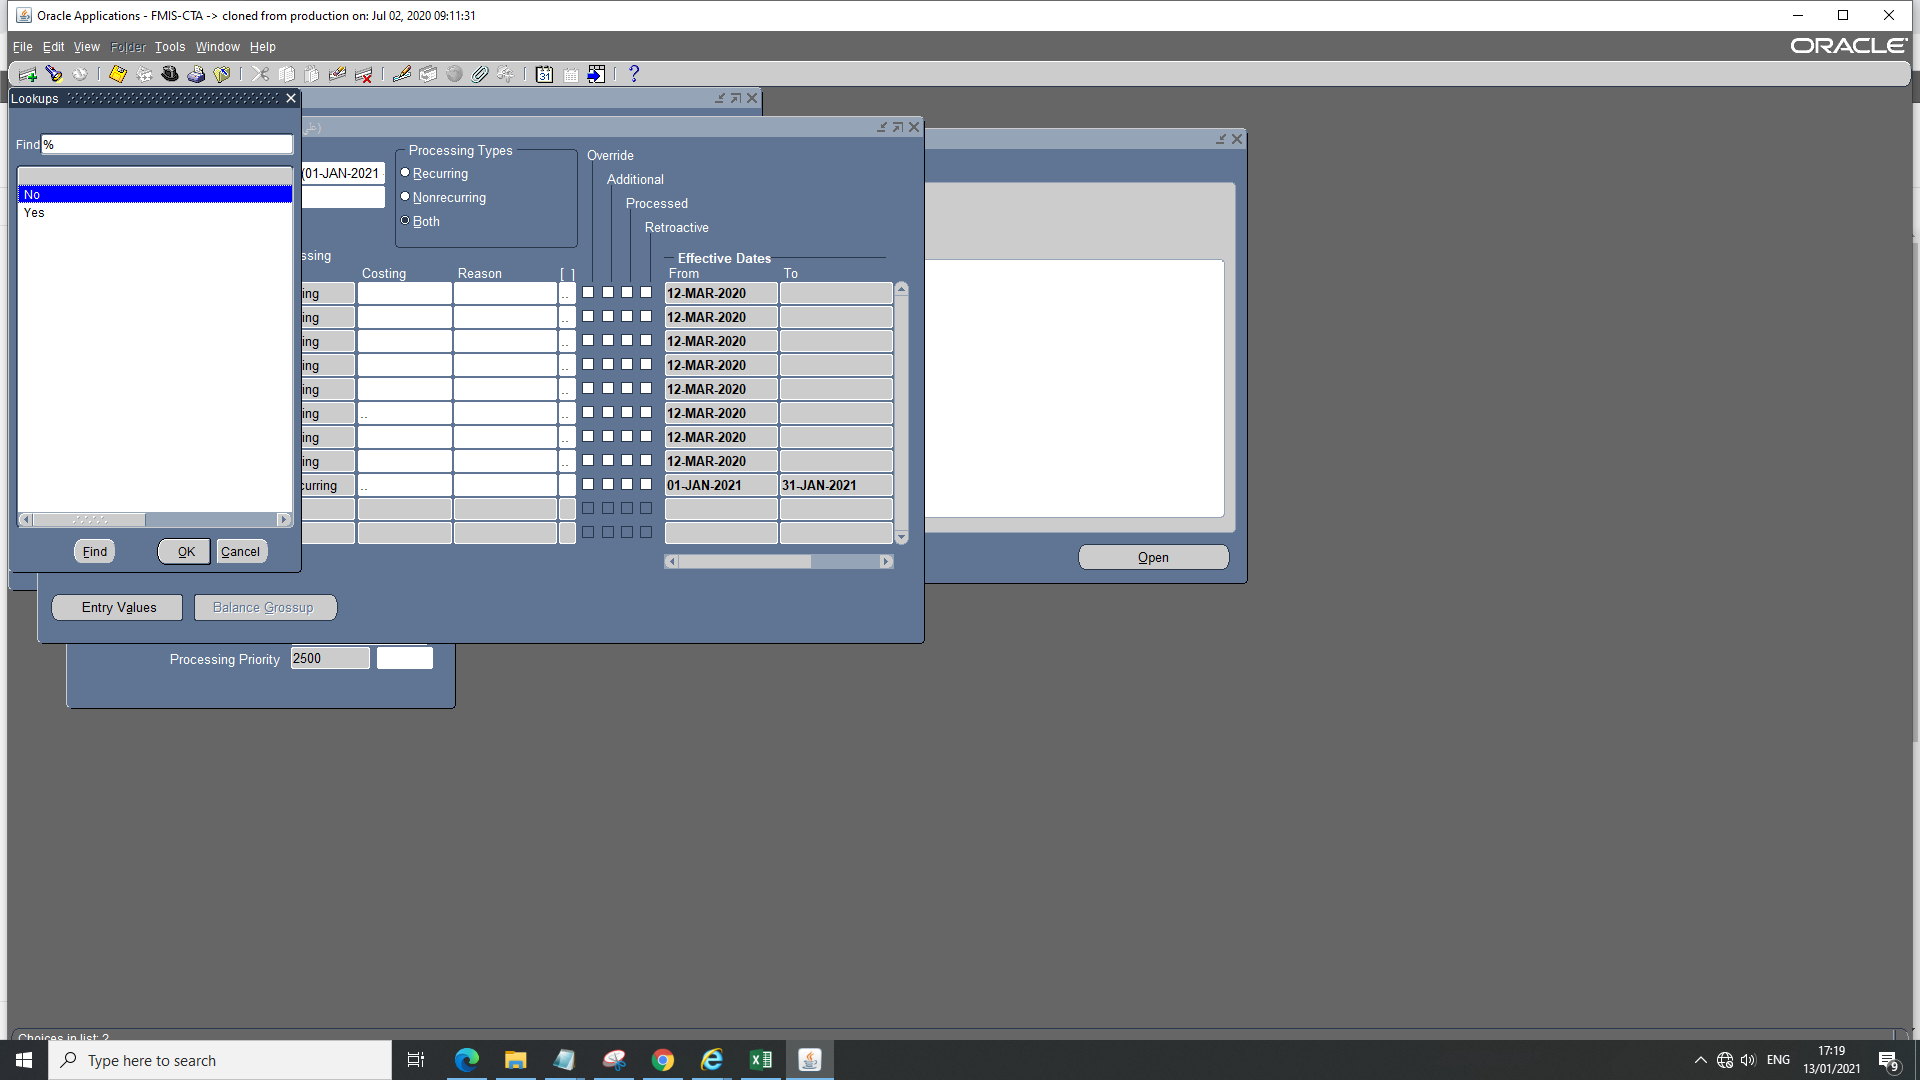 Oracle Applications - FMIS-CTA -> cloned from production on: Jul 02, 2020 09:11:31
File Edit View Folder Tools Window Help
ORACLE
Lookups
Find %
No
Yes
Find OK Cancel
(01-JAN-2021
Processing Types
Recurring
Nonrecurring
Both
Override
Additional
Processed
Retroactive
ssing
Costing Reason [ ]
Effective Dates
From To
ing .. 12-MAR-2020
ing .. 12-MAR-2020
ing .. 12-MAR-2020
ing .. 12-MAR-2020
ing .. 12-MAR-2020
ing .. .. 12-MAR-2020
ing .. 12-MAR-2020
ing .. 12-MAR-2020
curring .. 01-JAN-2021 31-JAN-2021
Open
Entry Values Balance Grossup
Processing Priority 2500
Choices in list: 2
Type here to search
ENG
17:19
13/01/2021
9
31
?